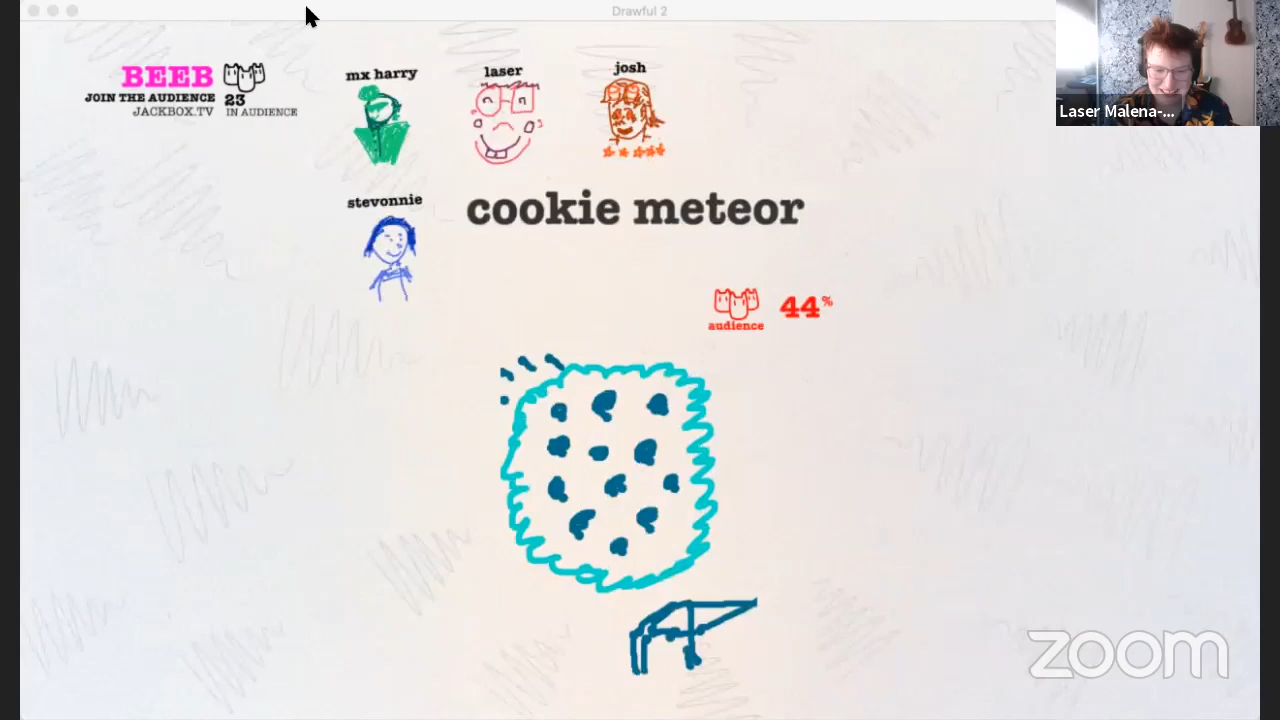 Drawful 2
BEEB
JOIN THE AUDIENCE
JACKBOX.TV
23
IN AUDIENCE
mx harry
laser
josh
stevonnie
cookie meteor
audience
44%
Laser Malena-...
zoom